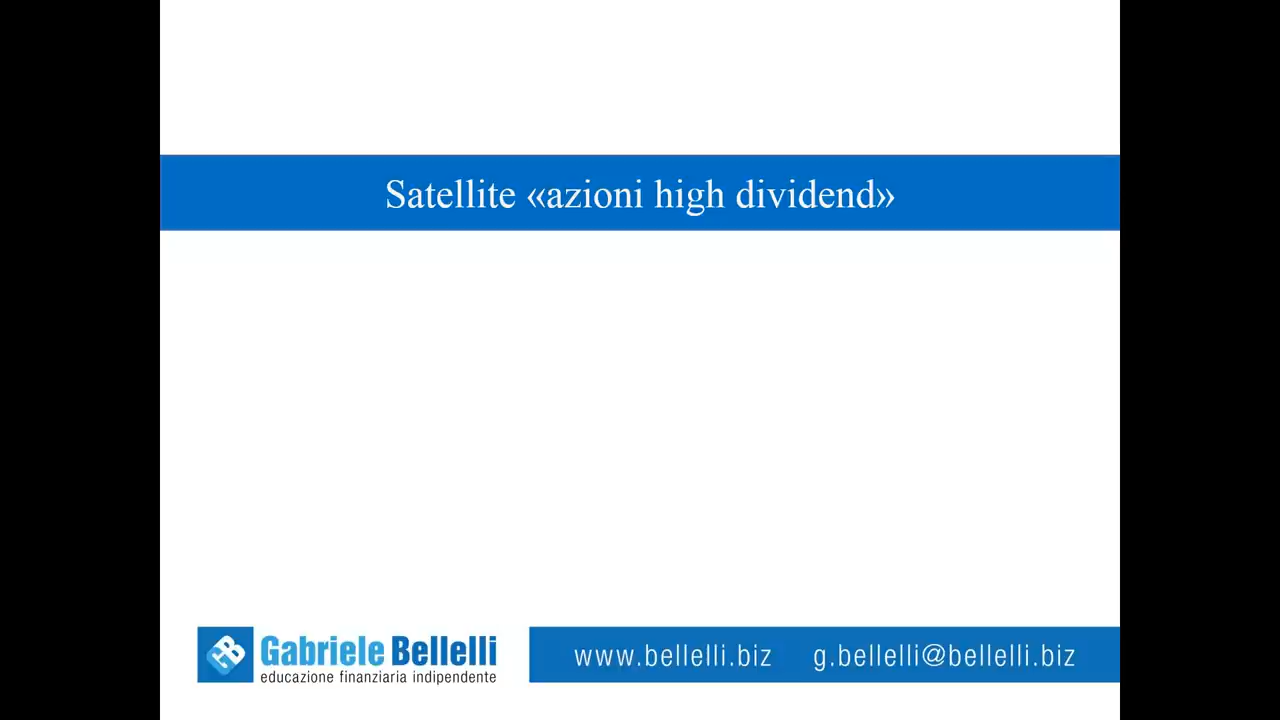 Satellite «azioni high dividend»
Gabriele Bellelli
educazione finanziaria indipendente
www.bellelli.biz g.bellelli@bellelli.biz